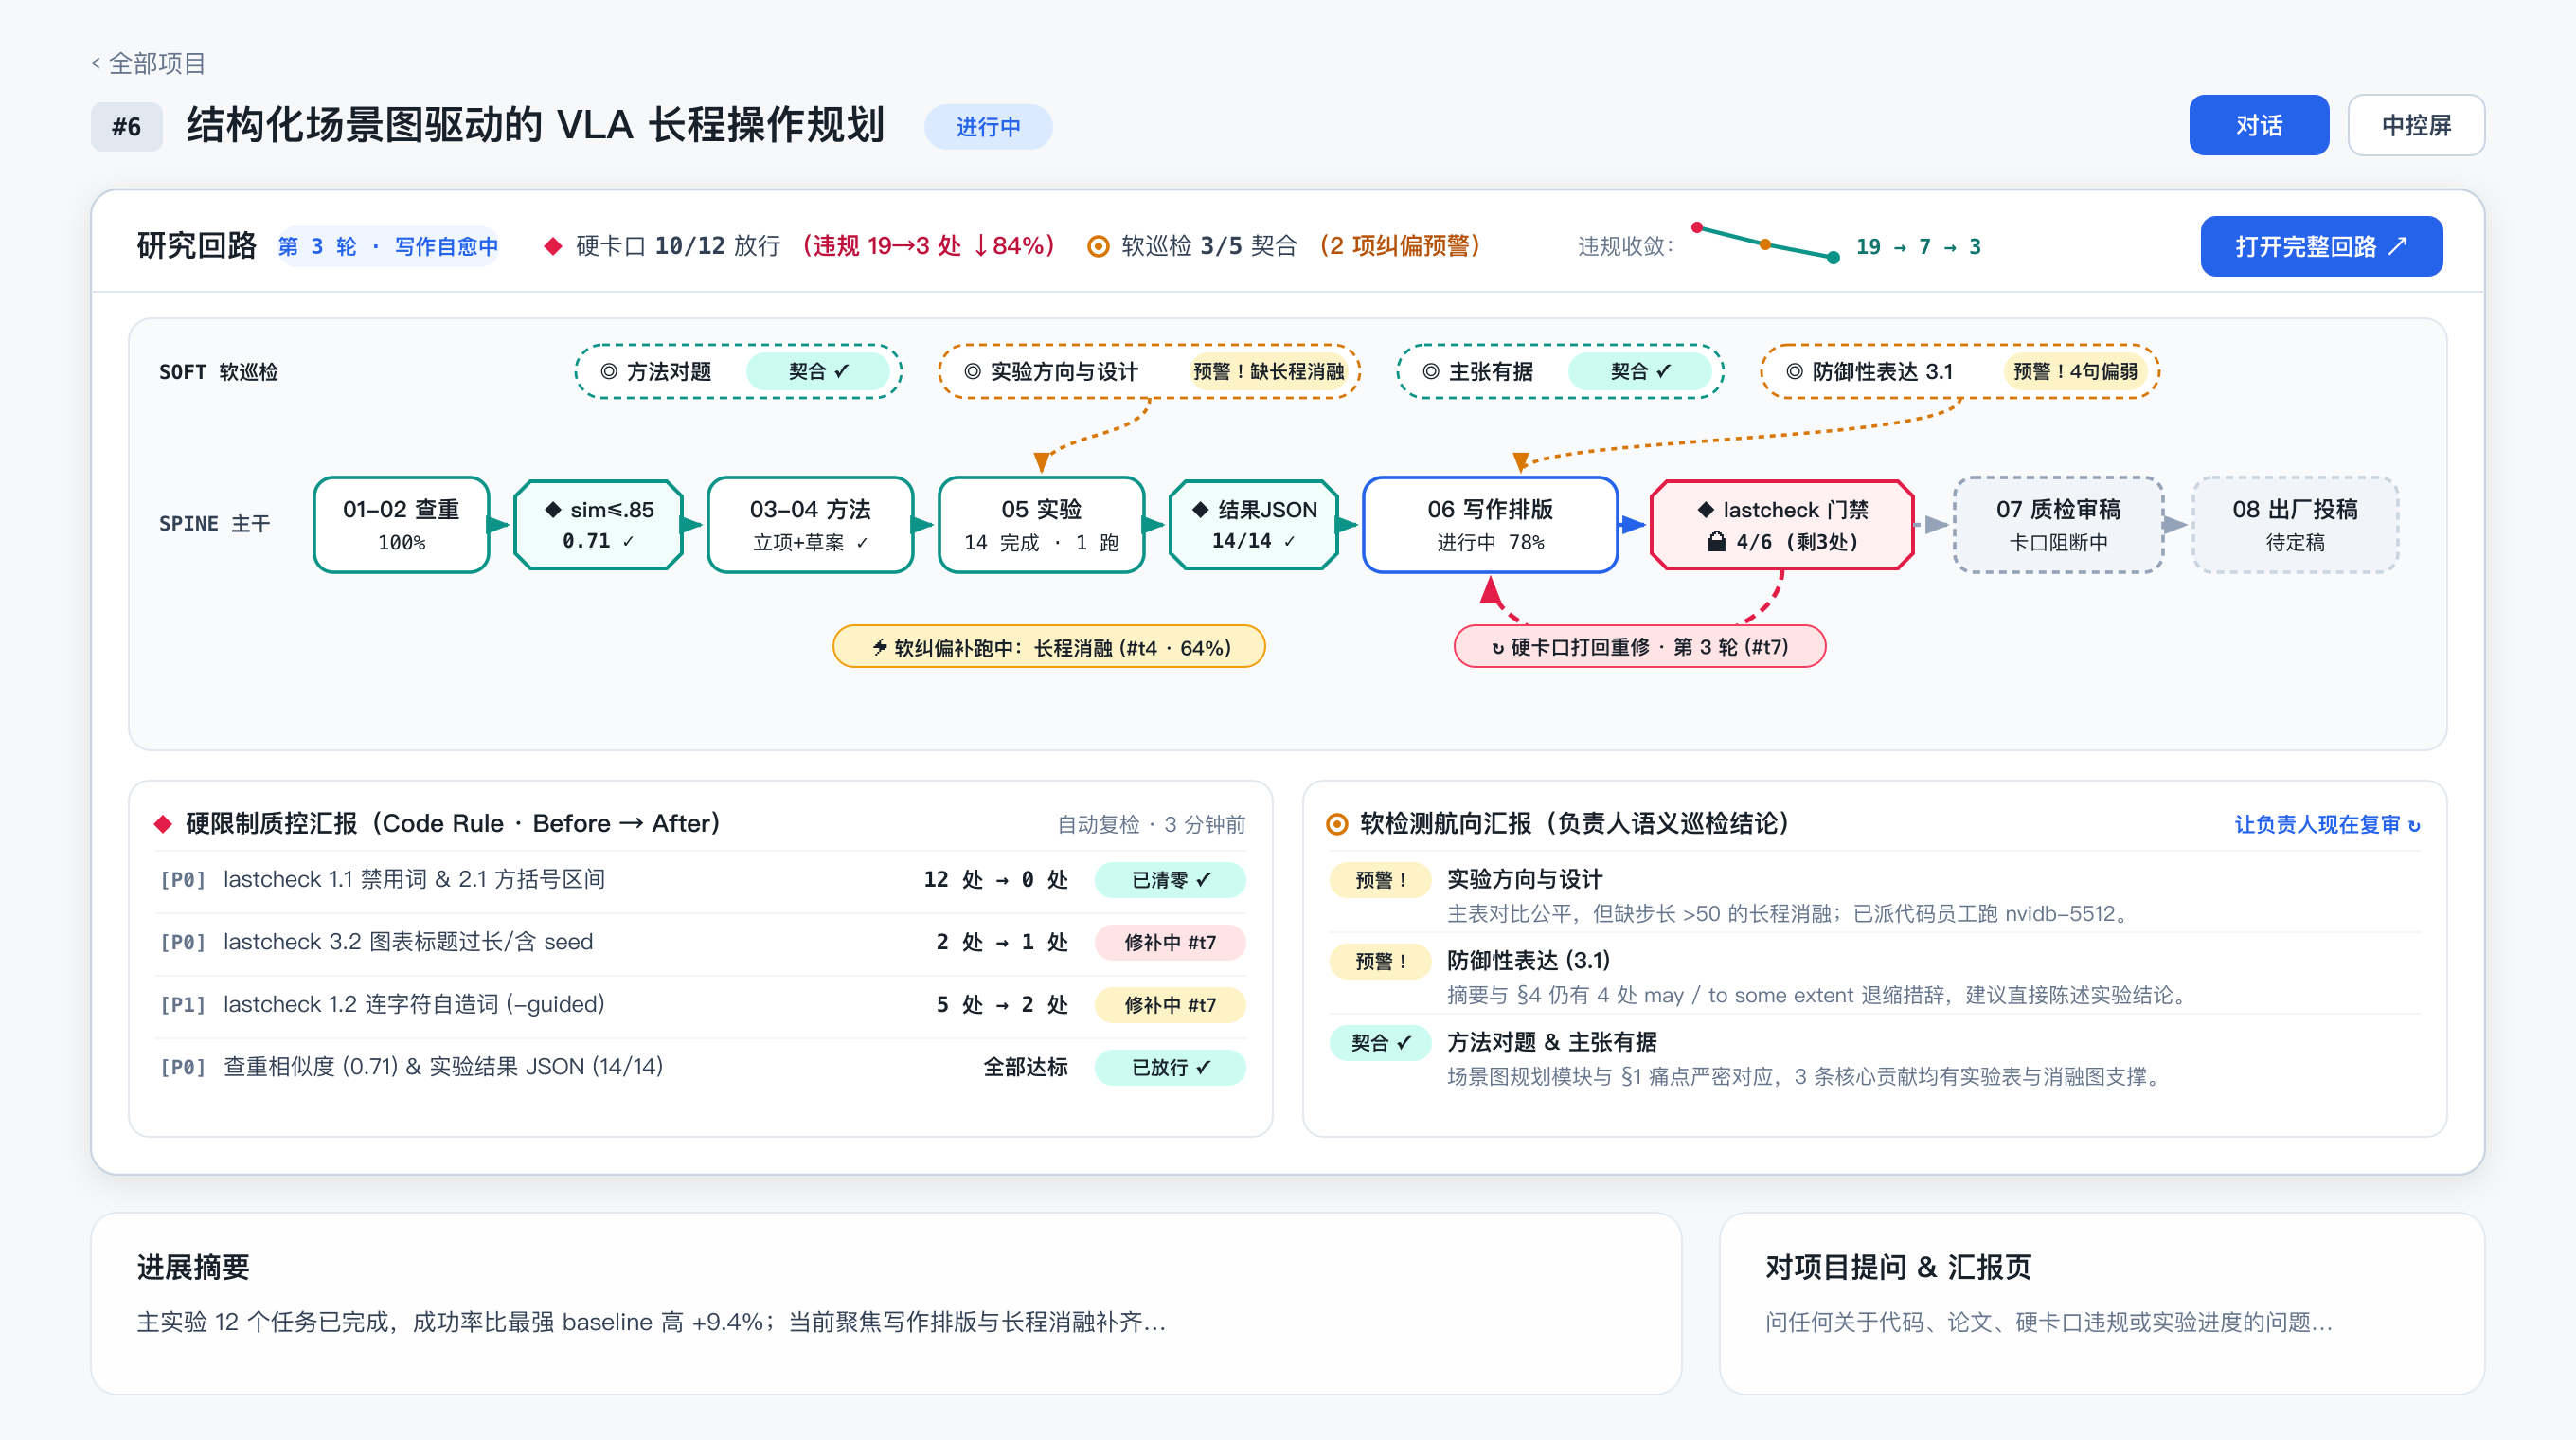 ‹ 全部项目
#6 结构化场景图驱动的 VLA 长程操作规划 进行中 对话 中控屏
研究回路 第 3 轮 · 写作自愈中 ◆ 硬卡口 10/12 放行 (违规 19→3 处 ↓84%) ◎ 软巡检 3/5 契合 (2 项纠偏预警) 违规收敛: 19 → 7 → 3 打开完整回路 ↗
SOFT 软巡检 ◎ 方法对题 契合 ✓ ◎ 实验方向与设计 预警！缺长程消融 ◎ 主张有据 契合 ✓ ◎ 防御性表达 3.1 预警！4句偏弱
SPINE 主干
01–02 查重
100%
◆ sim≤.85
0.71 ✓
03–04 方法
立项+草案 ✓
05 实验
14 完成 · 1 跑
◆ 结果JSON
14/14 ✓
06 写作排版
进行中 78%
◆ lastcheck 门禁
4/6 (剩3处)
07 质检审稿
卡口阻断中
08 出厂投稿
待定稿
⚡ 软纠偏补跑中：长程消融 (#t4 · 64%)
↻ 硬卡口打回重修 · 第 3 轮 (#t7)
◆ 硬限制质控汇报（Code Rule · Before → After） 自动复检 · 3 分钟前
[P0] lastcheck 1.1 禁用词 & 2.1 方括号区间 12 处 → 0 处 已清零 ✓
[P0] lastcheck 3.2 图表标题过长/含 seed 2 处 → 1 处 修补中 #t7
[P1] lastcheck 1.2 连字符自造词 (–guided) 5 处 → 2 处 修补中 #t7
[P0] 查重相似度 (0.71) & 实验结果 JSON (14/14) 全部达标 已放行 ✓
软检测航向汇报（负责人语义巡检结论） 让负责人现在复审 ↻
预警！ 实验方向与设计
主表对比公平，但缺步长 >50 的长程消融；已派代码员工跑 nvidb–5512。
预警！ 防御性表达 (3.1)
摘要与 §4 仍有 4 处 may / to some extent 退缩措辞，建议直接陈述实验结论。
契合 ✓ 方法对题 & 主张有据
场景图规划模块与 §1 痛点严密对应，3 条核心贡献均有实验表与消融图支撑。
进展摘要
主实验 12 个任务已完成，成功率比最强 baseline 高 +9.4%；当前聚焦写作排版与长程消融补齐…
对项目提问 & 汇报页
问任何关于代码、论文、硬卡口违规或实验进度的问题…